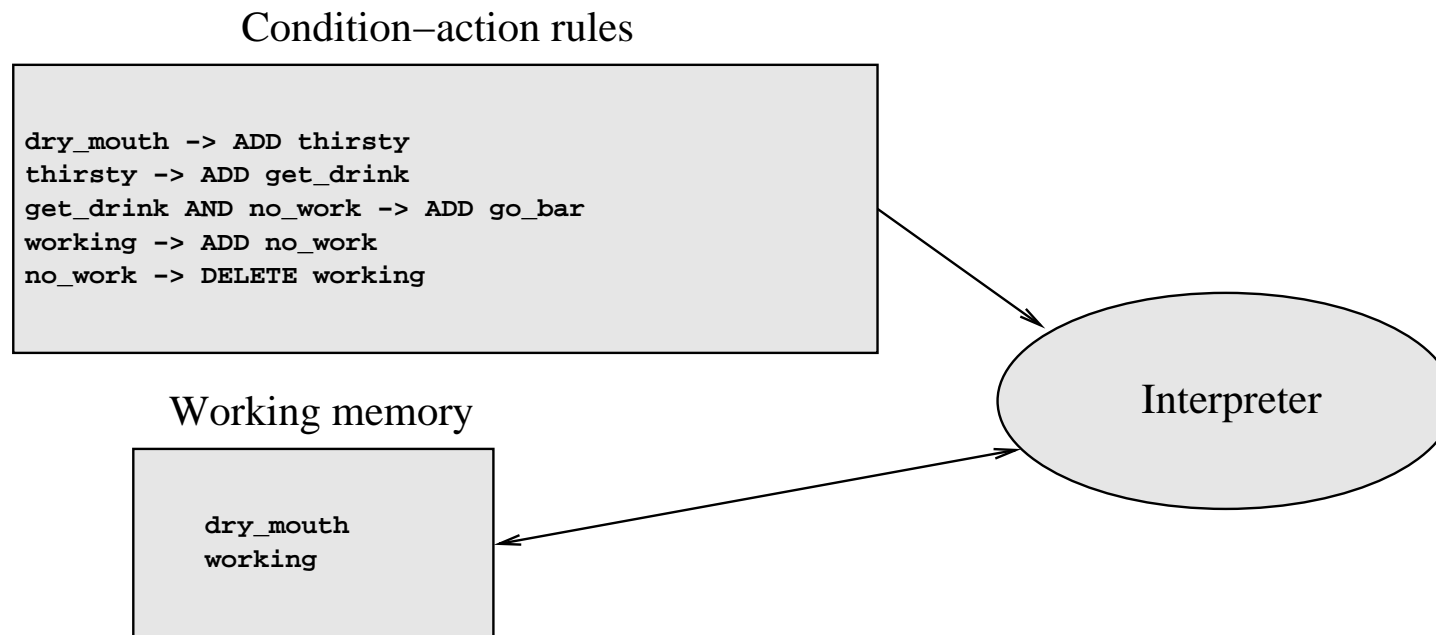 Condition−action rules
dry_mouth −> ADD thirsty
thirsty −> ADD get_drink
get_drink AND no_work −> ADD go_bar
working −> ADD no_work
no_work −> DELETE working
Interpreter
Working memory
dry_mouth
working